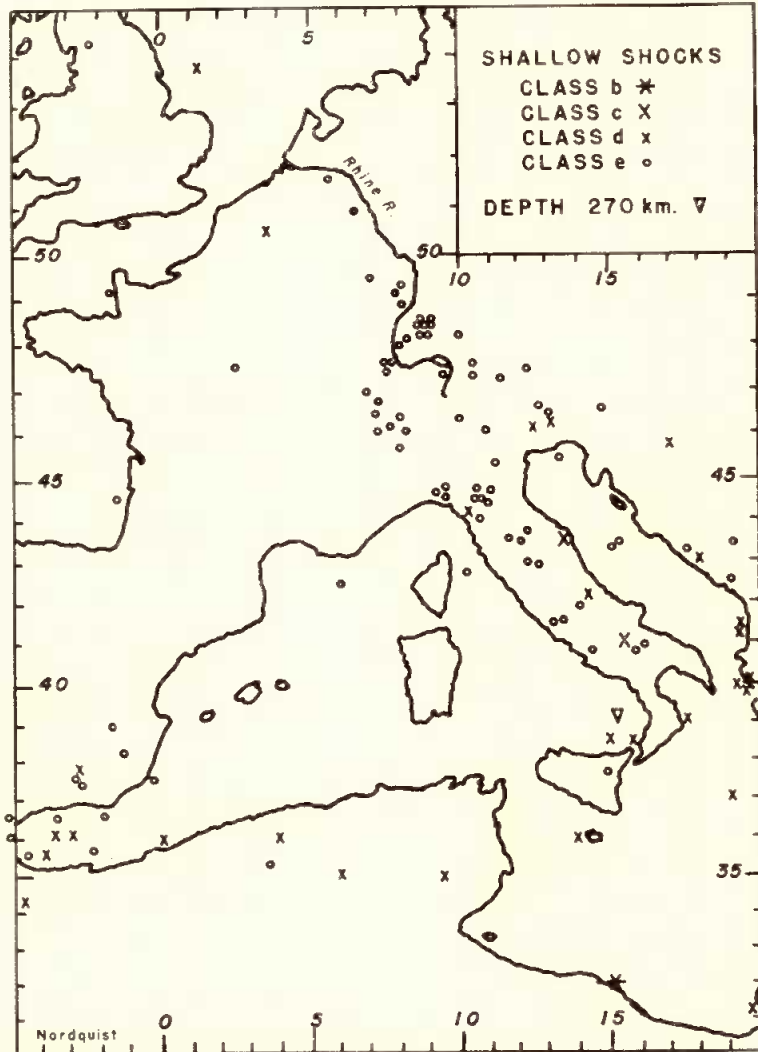 0 5
SHALLOW SHOCKS
CLASS b
CLASS c X
CLASS d x
CLASS e o
DEPTH 270 km. ∇
Rhine R.
50 50
10 15
45 45
40 40
35
0 5 10 15
Nordquist